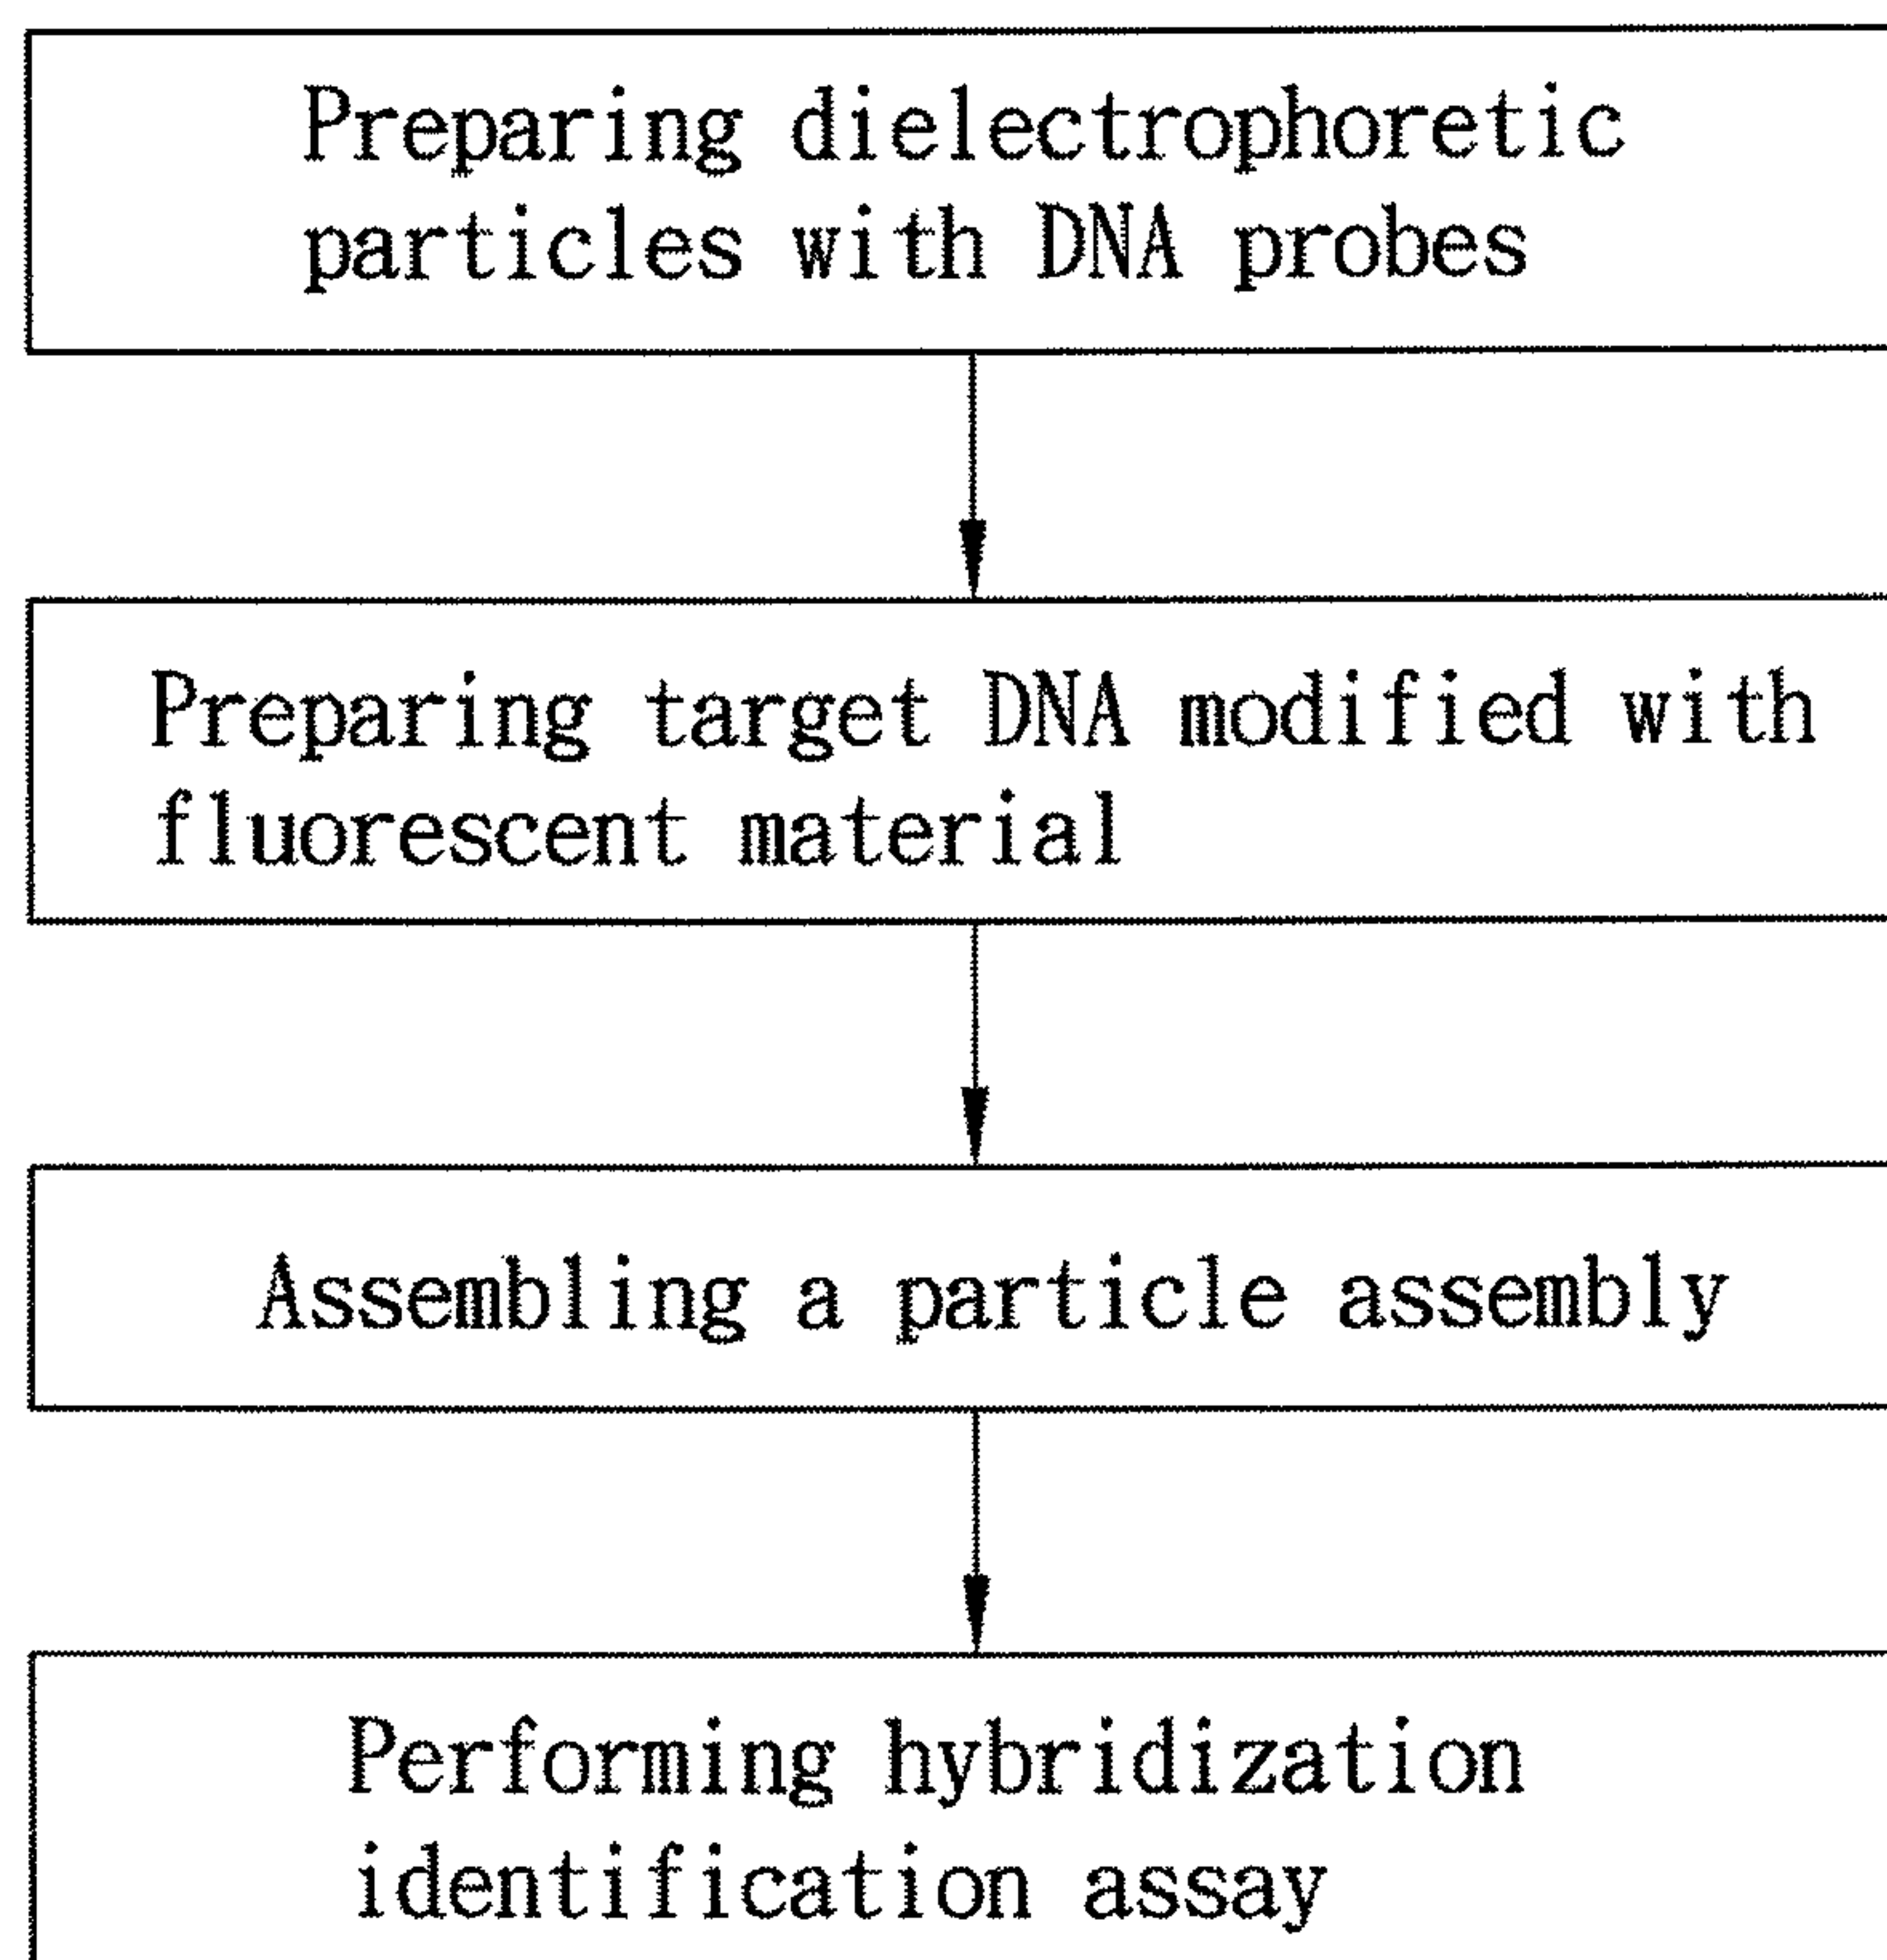 Preparing dielectrophoretic
particles with DNA probes
Preparing target DNA modified with
fluorescent material
Assembling a particle assembly
Performing hybridization
identification assay